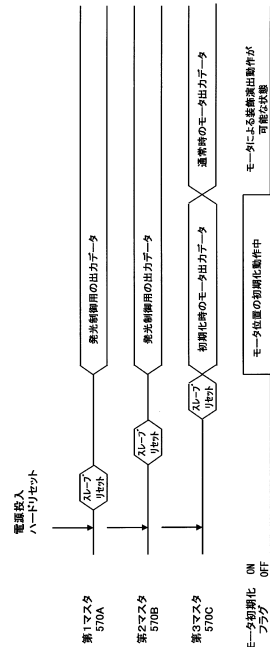 電源投入
ハードリセット
第1マスタ
570A
スレーブ
リセット
発光制御用の出力データ
第2マスタ
570B
スレーブ
リセット
発光制御用の出力データ
第3マスタ
570C
スレーブ
リセット
初期化時のモータ出力データ
通常時のモータ出力データ
モータ初期化
フラグ
ON
OFF
モータ位置の初期化動作中
モータによる装飾演出動作が
可能な状態